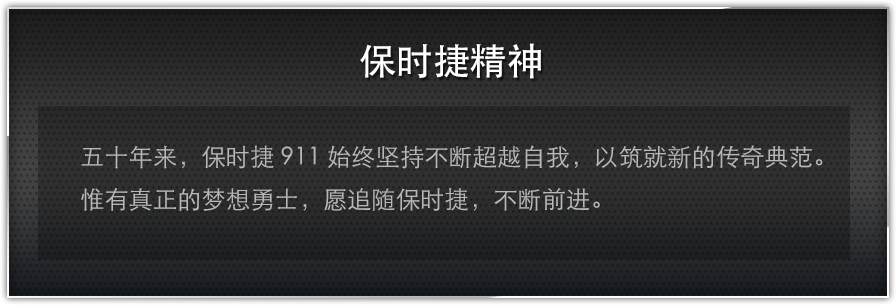 保时捷精神
五十年来，保时捷 911 始终坚持不断超越自我，以筑就新的传奇典范。
惟有真正的梦想勇士，愿追随保时捷，不断前进。